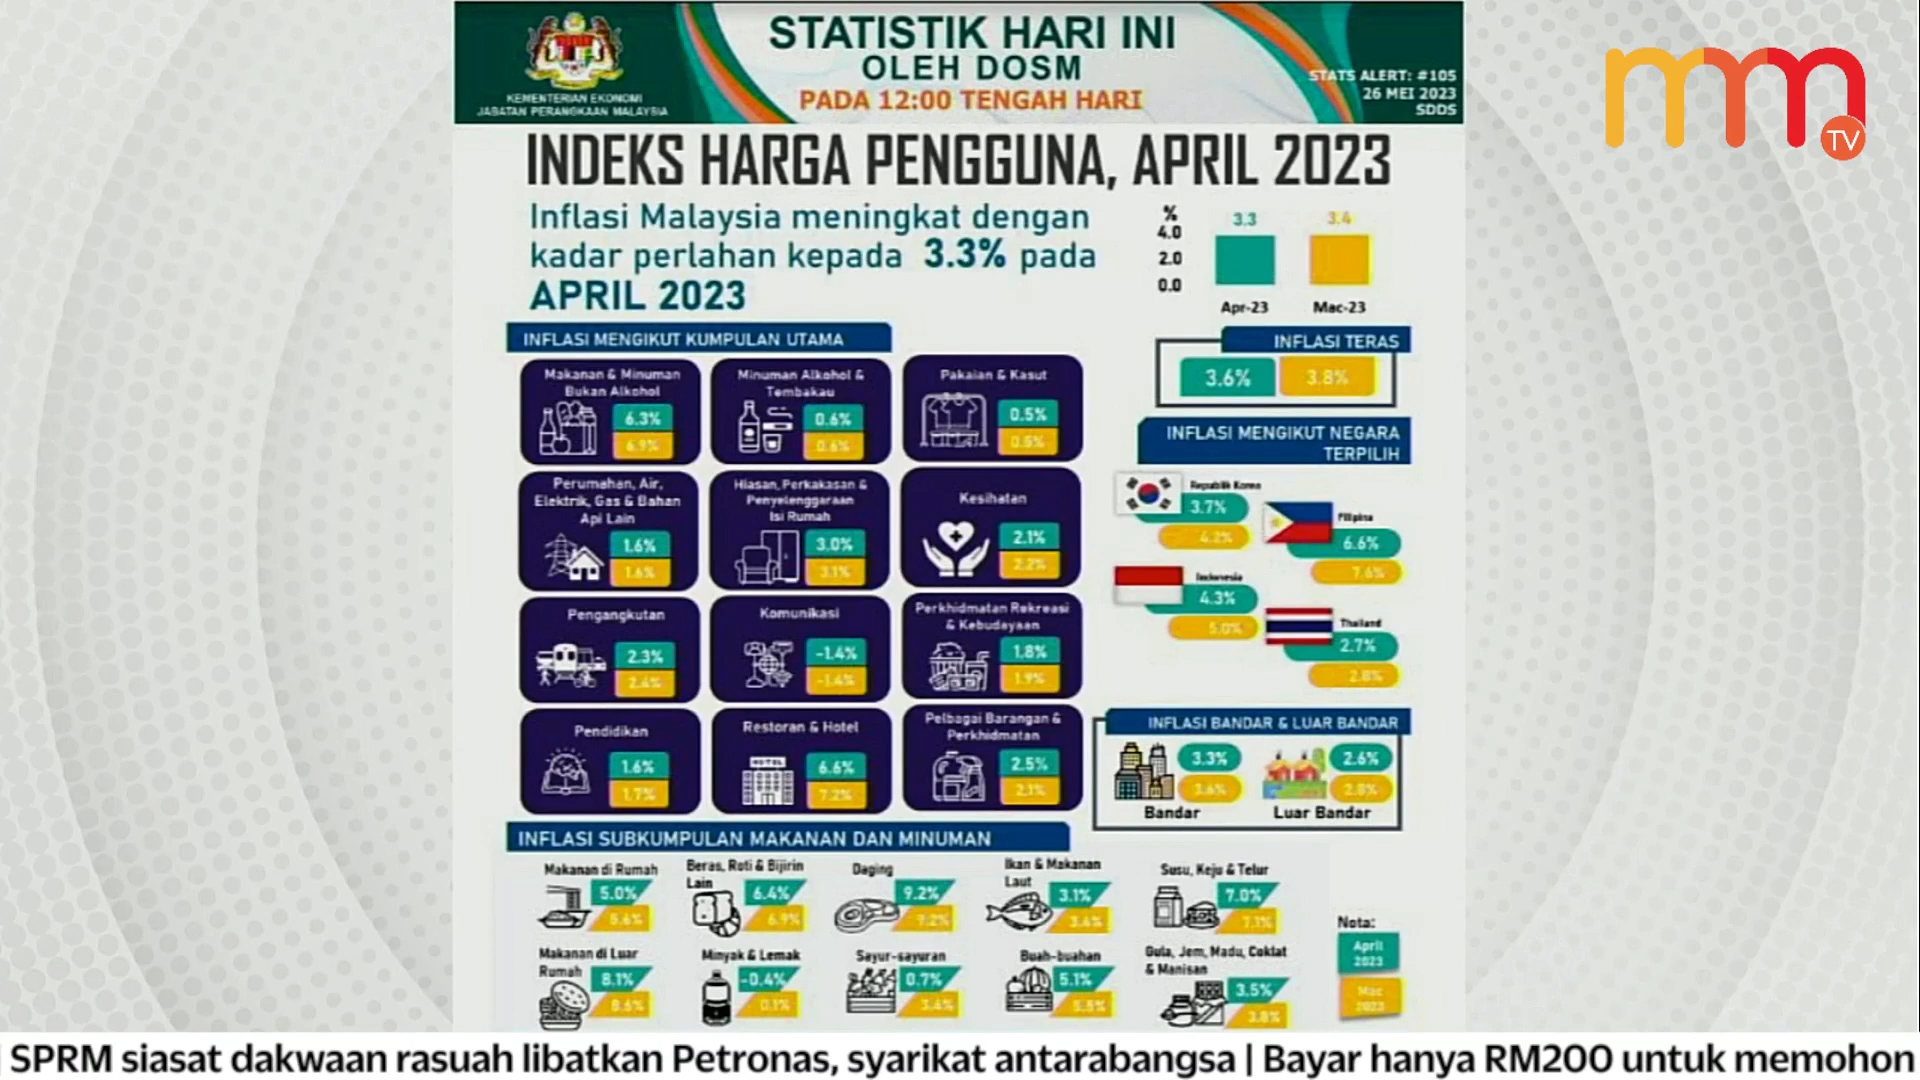 KEMENTERIAN EKONOMI
JABATAN PERANGKAAN MALAYSIA
STATISTIK HARI INI
OLEH DOSM
PADA 12:00 TENGAH HARI
STATS ALERT: #105
26 MEI 2023
SDDS
mm
TV
INDEKS HARGA PENGGUNA, APRIL 2023
Inflasi Malaysia meningkat dengan
kadar perlahan kepada 3.3% pada
APRIL 2023
%
4.0
2.0
0.0
3.3
3.4
Apr-23
Mac-23
INFLASI MENGIKUT KUMPULAN UTAMA
Makanan & Minuman
Bukan Alkohol
6.3%
6.9%
Minuman Alkohol &
Tembakau
0.6%
0.6%
Pakaian & Kasut
0.5%
0.5%
Perumahan, Air,
Elektrik, Gas & Bahan
Api Lain
1.6%
1.6%
Hiasan, Perkakasan &
Penyelenggaraan
Isi Rumah
3.0%
3.1%
Kesihatan
2.1%
2.2%
Pengangkutan
2.3%
2.4%
Komunikasi
-1.4%
-1.4%
Perkhidmatan Rekreasi
& Kebudayaan
1.8%
1.9%
Pendidikan
1.6%
1.7%
Restoran & Hotel
HOTEL
6.6%
7.2%
Pelbagai Barangan &
Perkhidmatan
2.5%
2.1%
INFLASI TERAS
3.6%
3.8%
INFLASI MENGIKUT NEGARA
TERPILIH
Republik Korea
3.7%
4.2%
Filipina
6.6%
7.6%
Indonesia
4.3%
5.0%
Thailand
2.7%
2.8%
INFLASI BANDAR & LUAR BANDAR
3.3%
3.6%
Bandar
2.6%
2.8%
Luar Bandar
INFLASI SUBKUMPULAN MAKANAN DAN MINUMAN
Makanan di Rumah
5.0%
5.6%
Beras, Roti & Bijirin
Lain
6.4%
6.9%
Daging
9.2%
7.2%
Ikan & Makanan
Laut
3.1%
3.6%
Susu, Keju & Telur
7.0%
7.1%
Makanan di Luar
Rumah
8.1%
8.6%
Minyak & Lemak
-0.4%
0.1%
Sayur-sayuran
0.7%
3.4%
Buah-buahan
5.1%
5.5%
Gula, Jem, Madu, Coklat
& Manisan
3.5%
3.8%
Nota:
April
2023
Mac
2023
SPRM siasat dakwaan rasuah libatkan Petronas, syarikat antarabangsa | Bayar hanya RM200 untuk memohon